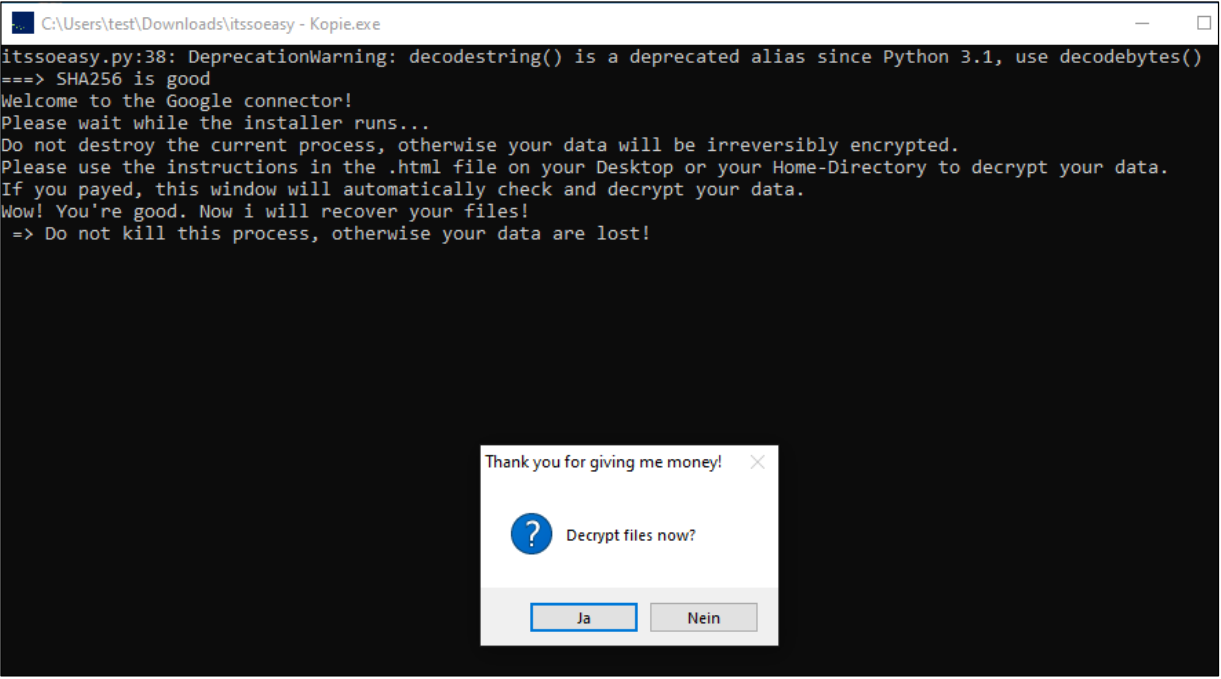 C:\Users\test\Downloads\itssoeasy - Kopie.exe
itssoeasy.py:38: DeprecationWarning: decodestring() is a deprecated alias since Python 3.1, use decodebytes()
===> SHA256 is good
Welcome to the Google connector!
Please wait while the installer runs...
Do not destroy the current process, otherwise your data will be irreversibly encrypted.
Please use the instructions in the .html file on your Desktop or your Home-Directory to decrypt your data.
If you payed, this window will automatically check and decrypt your data.
Wow! You're good. Now i will recover your files!
=> Do not kill this process, otherwise your data are lost!
Thank you for giving me money!
Decrypt files now?
Ja
Nein